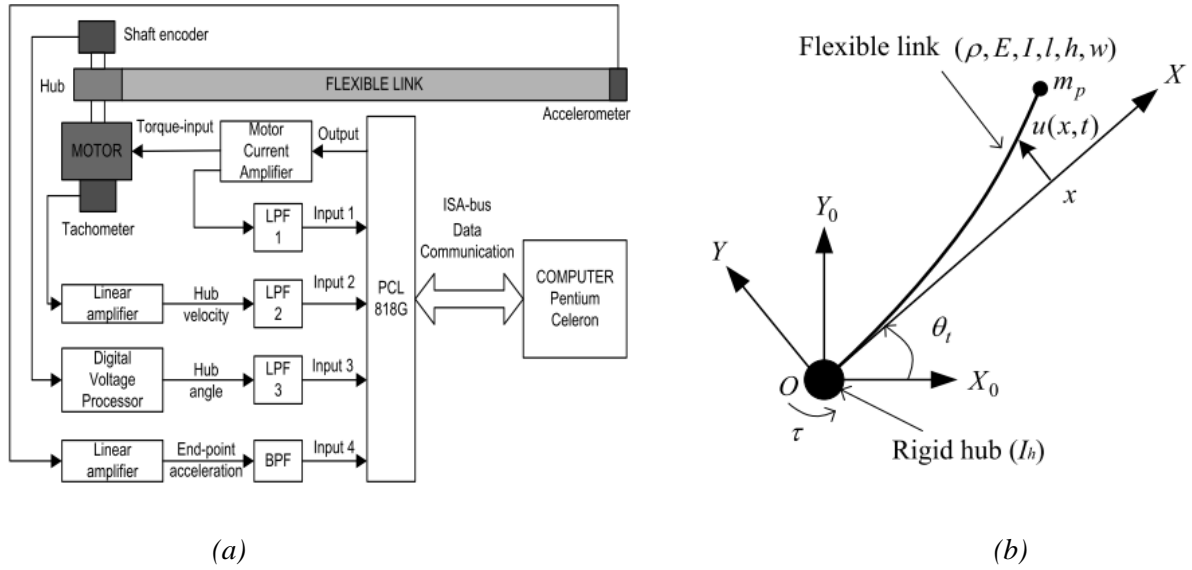 Shaft encoder
Hub
FLEXIBLE LINK
Accelerometer
Torque-input
Output
MOTOR
Motor
Current
Amplifier
Tachometer
LPF
1
Input 1
ISA-bus
Data
Communication
Linear
amplifier
Hub
velocity
LPF
2
Input 2
PCL
818G
COMPUTER
Pentium
Celeron
Digital
Voltage
Processor
Hub
angle
LPF
3
Input 3
Linear
amplifier
End-point
acceleration
BPF
Input 4
(a)
Flexible link (ρ, E, I, l, h, w)
m_p
X
u(x,t)
x
Y_0
Y
θ_t
O
X_0
τ
Rigid hub (I_h)
(b)